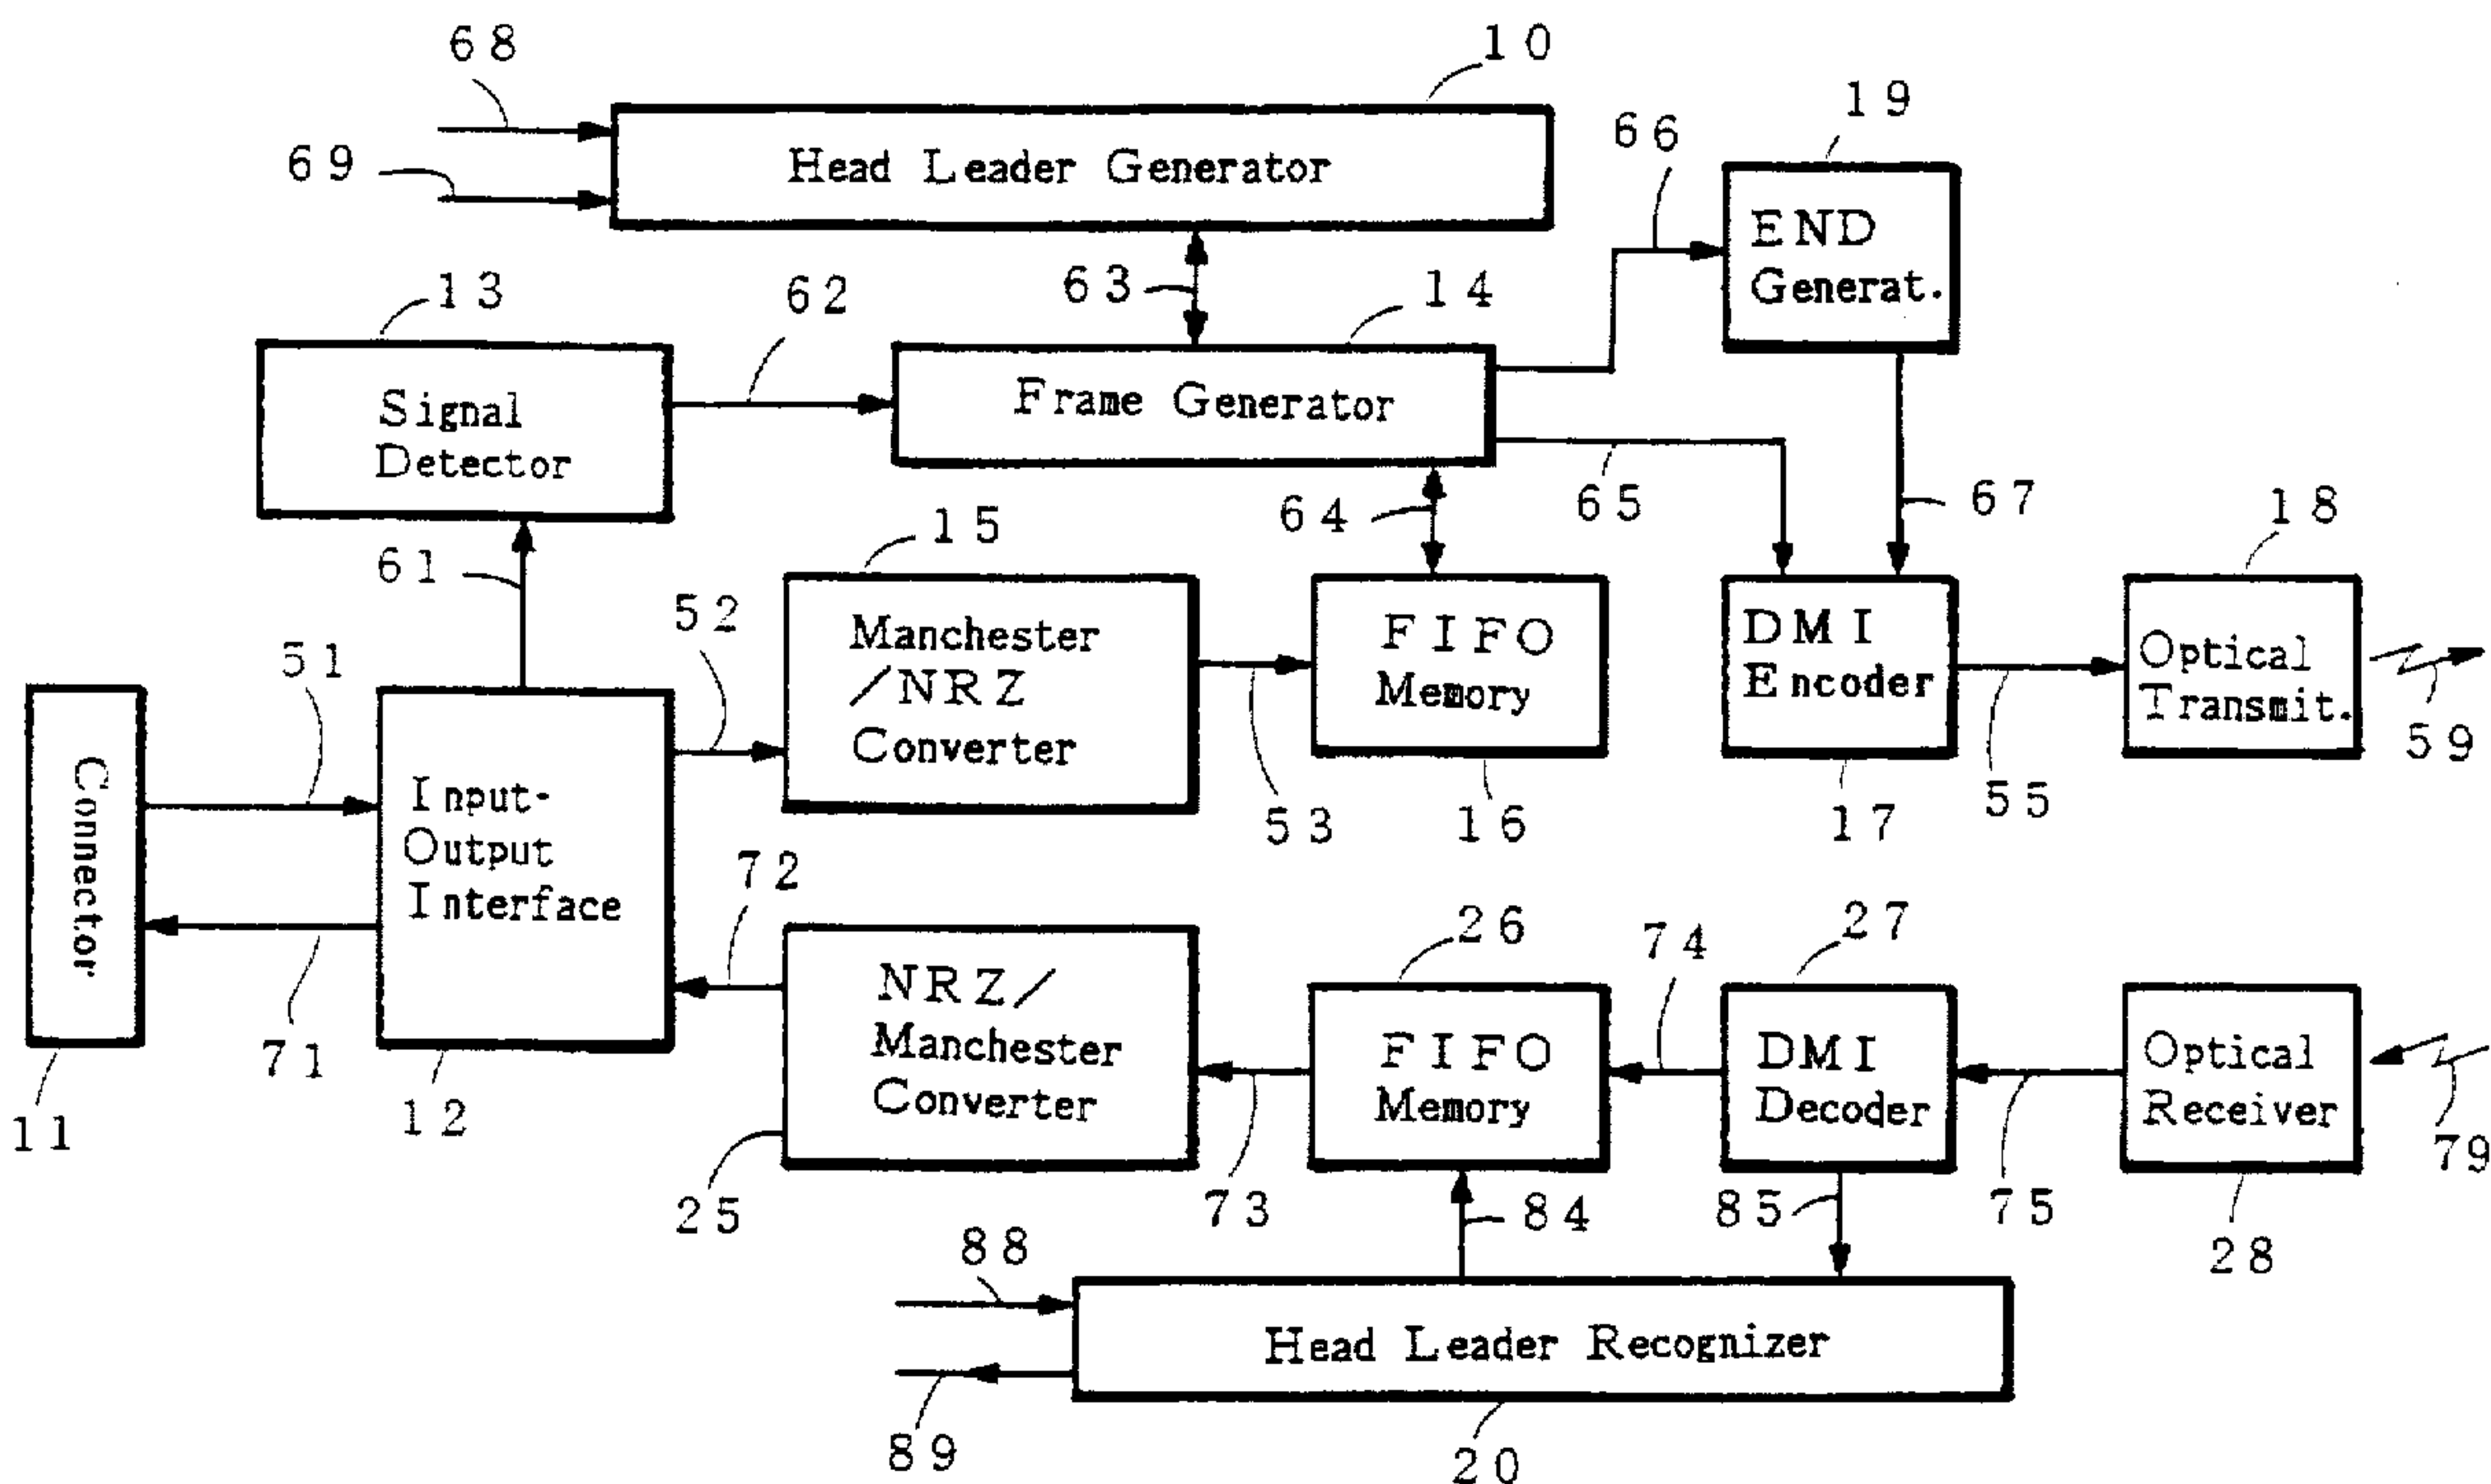 68
10
69
Head Leader Generator
66
19
END
Generat.
13
62
63
14
Signal
Detector
Frame Generator
61
15
64
65
67
18
51
52
Manchester
/NRZ
Converter
FIFO
Memory
DMI
Encoder
Optical
Transmit.
59
Connector
Input-
Output
Interface
53
16
17
55
72
71
11
12
NRZ/
Manchester
Converter
26
74
27
FIFO
Memory
DMI
Decoder
Optical
Receiver
79
25
73
84
85
75
28
88
Head Leader Recognizer
89
20